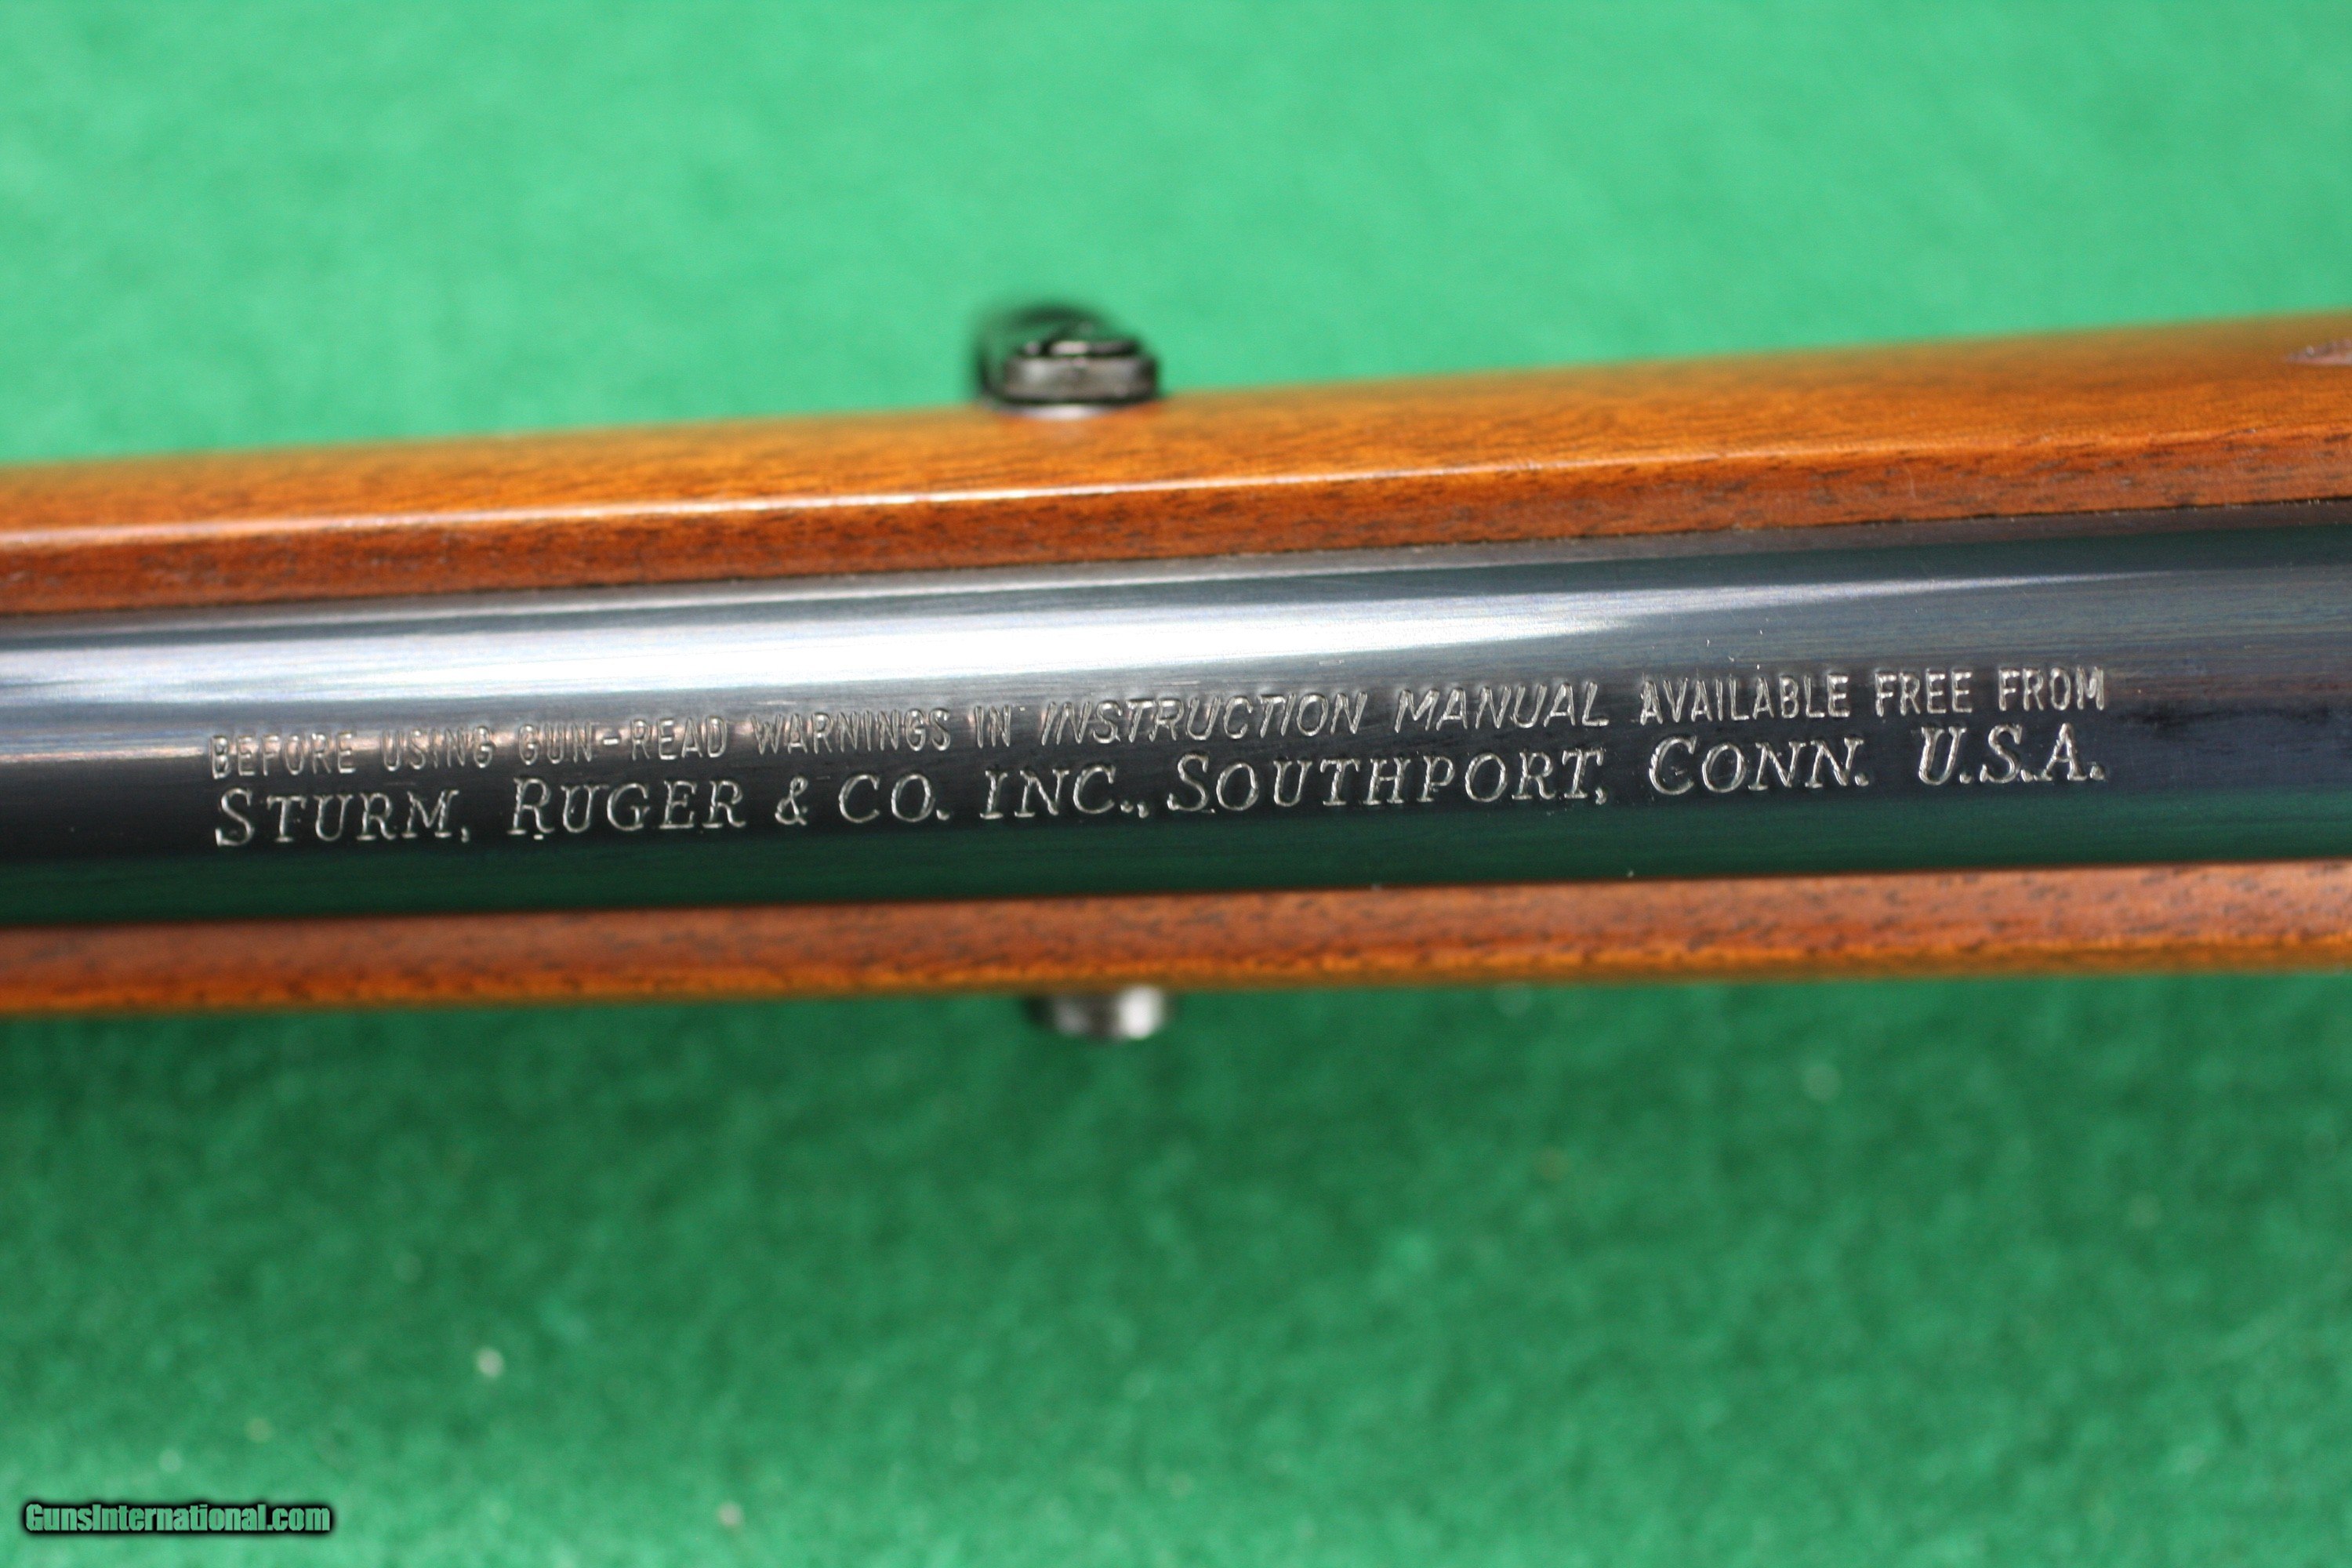 BEFORE USING GUN-READ WARNINGS IN INSTRUCTION MANUAL AVAILABLE FREE FROM
STURM, RUGER & CO. INC., SOUTHPORT, CONN. U.S.A.
GunsInternational.com